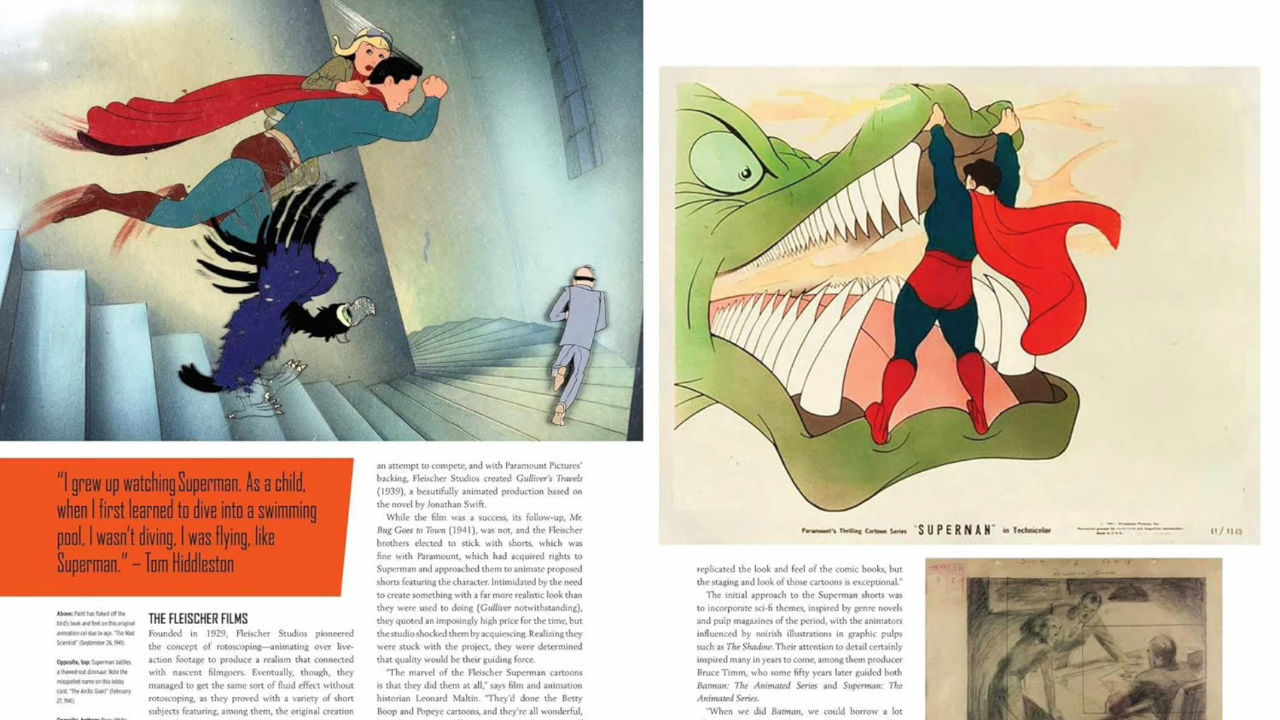 "I grew up watching Superman. As a child,
when I first learned to dive into a swimming
pool, I wasn't diving, I was flying, like
Superman." – Tom Hiddleston
Above: Paint has flaked off the
bird's beak and feet on this original
animation cel due to age. "The Mad
Scientist" (September 26, 1941).
Opposite, top: Superman battles
a thawed-out dinosaur. Note the
misspelled name on this lobby
card. "The Arctic Giant" (February
27, 1942).
THE FLEISCHER FILMS
Founded in 1929, Fleischer Studios pioneered
the concept of rotoscoping—animating over live-
action footage to produce a realism that connected
with nascent filmgoers. Eventually, though, they
managed to get the same sort of fluid effect without
rotoscoping, as they proved with a variety of short
subjects featuring, among them, the original creation
an attempt to compete, and with Paramount Pictures'
backing, Fleischer Studios created Gulliver's Travels
(1939), a beautifully animated production based on
the novel by Jonathan Swift.
While the film was a success, its follow-up, Mr.
Bug Goes to Town (1941), was not, and the Fleischer
brothers elected to stick with shorts, which was
fine with Paramount, which had acquired rights to
Superman and approached them to animate proposed
shorts featuring the character. Intimidated by the need
to create something with a far more realistic look than
they were used to doing (Gulliver notwithstanding),
they quoted an imposingly high price for the time, but
the studio shocked them by acquiescing. Realizing they
were stuck with the project, they were determined
that quality would be their guiding force.
"The marvel of the Fleischer Superman cartoons
is that they did them at all," says film and animation
historian Leonard Maltin. "They'd done the Betty
Boop and Popeye cartoons, and they're all wonderful,
Paramount's Thrilling Cartoon Series "SUPERNAN" in Technicolor
replicated the look and feel of the comic books, but
the staging and look of those cartoons is exceptional."
The initial approach to the Superman shorts was
to incorporate sci-fi themes, inspired by genre novels
and pulp magazines of the period, with the animators
influenced by noirish illustrations in graphic pulps
such as The Shadow. Their attention to detail certainly
inspired many in years to come, among them producer
Bruce Timm, who some fifty years later guided both
Batman: The Animated Series and Superman: The
Animated Series.
"When we did Batman, we could borrow a lot